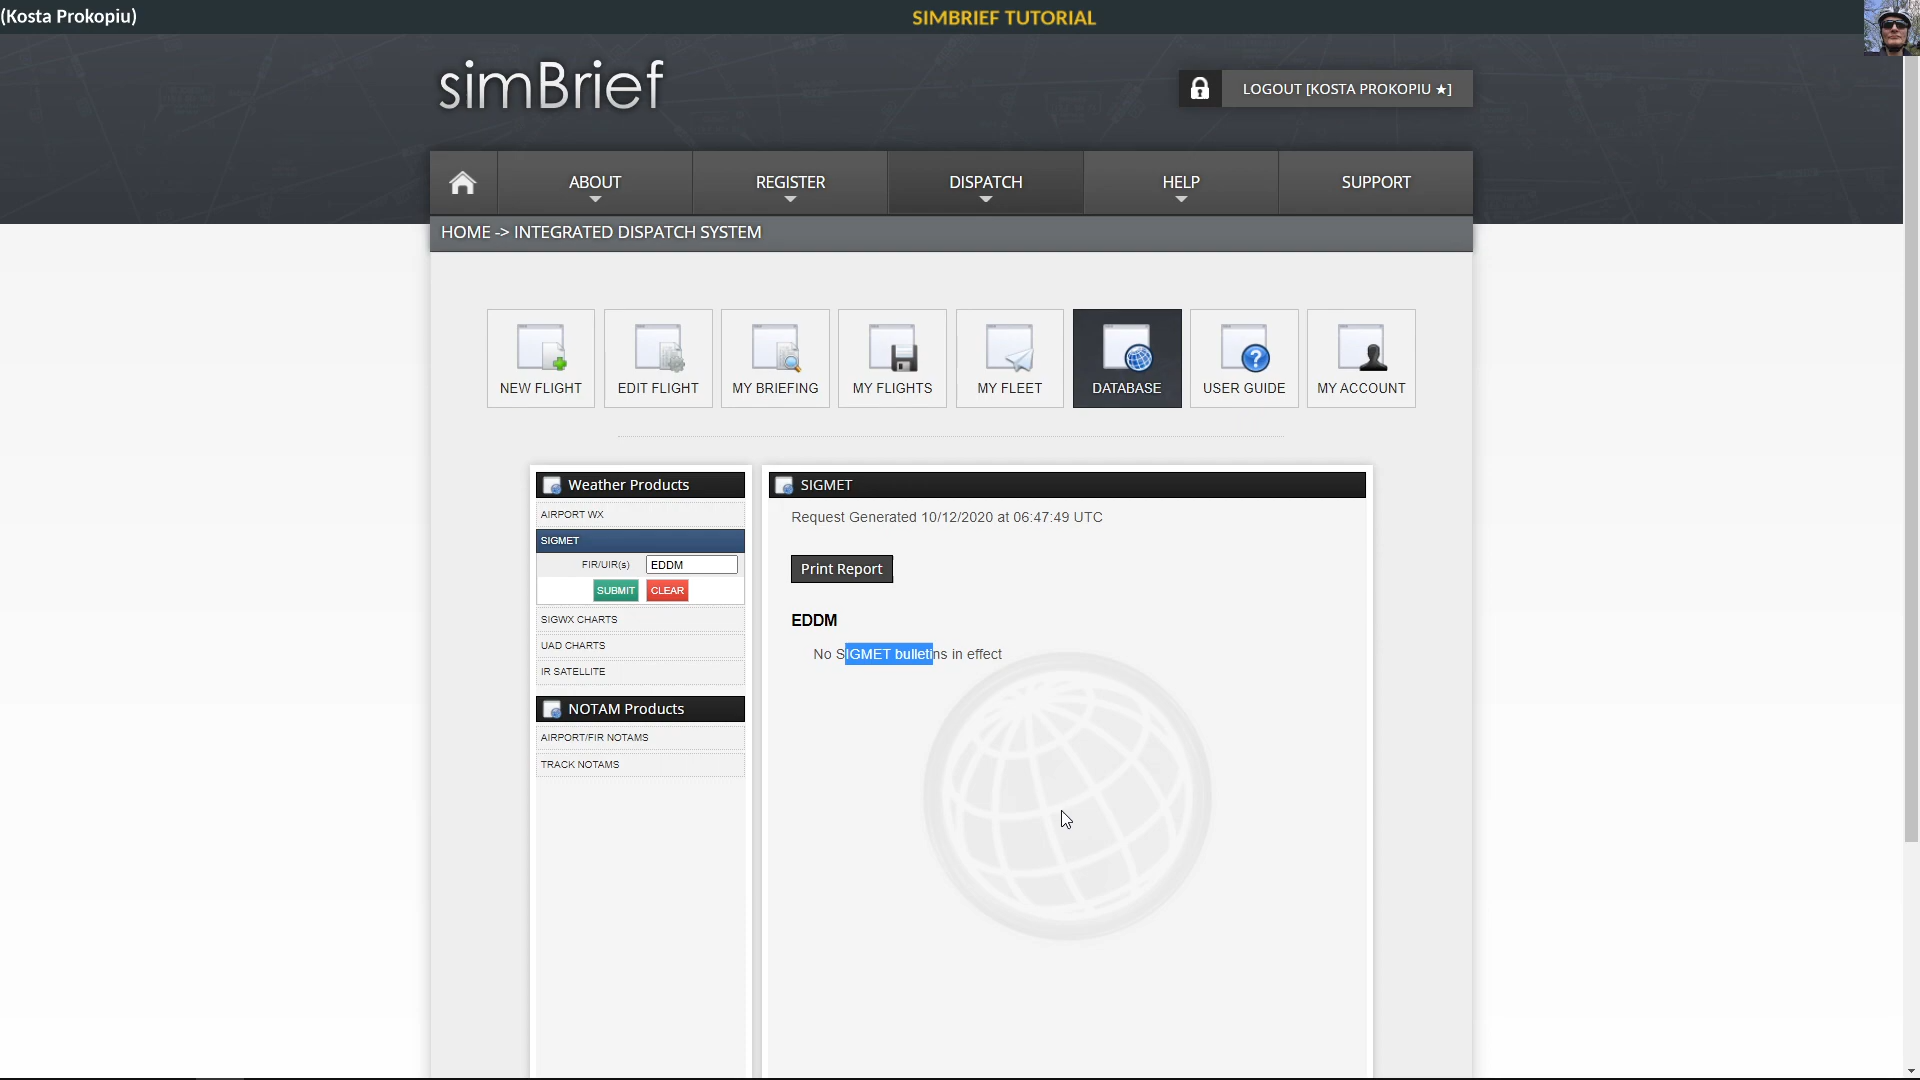 (Kosta Prokopiu)
SIMBRIEF TUTORIAL
simBrief
LOGOUT [KOSTA PROKOPIU ★]
ABOUT
REGISTER
DISPATCH
HELP
SUPPORT
HOME -> INTEGRATED DISPATCH SYSTEM
NEW FLIGHT
EDIT FLIGHT
MY BRIEFING
MY FLIGHTS
MY FLEET
DATABASE
USER GUIDE
MY ACCOUNT
Weather Products
AIRPORT WX
SIGMET
FIR/UIR(s) EDDM
SUBMIT CLEAR
SIGWX CHARTS
UAD CHARTS
IR SATELLITE
NOTAM Products
AIRPORT/FIR NOTAMS
TRACK NOTAMS
SIGMET
Request Generated 10/12/2020 at 06:47:49 UTC
Print Report
EDDM
No SIGMET bulletins in effect